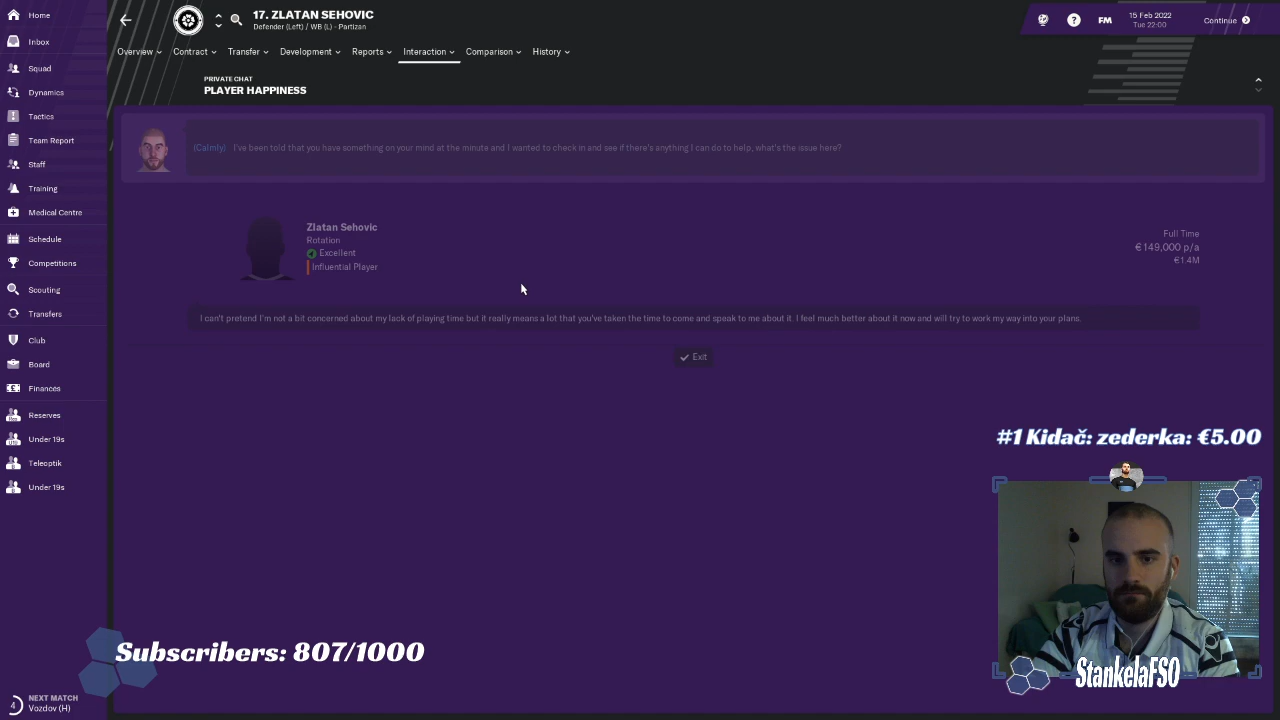 Home
Inbox
Squad
Dynamics
Tactics
Team Report
Staff
Training
Medical Centre
Schedule
Competitions
Scouting
Transfers
Club
Board
Finances
Reserves
Under 19s
Teleoptik
Under 19s
4
NEXT MATCH
Vozdov (H)
17. ZLATAN SEHOVIC
Defender (Left) / WB (L) - Partizan
FM
15 Feb 2022
Tue 22:00
Continue
Overview Contract Transfer Development Reports Interaction Comparison History
PRIVATE CHAT
PLAYER HAPPINESS
(Calmly) I've been told that you have something on your mind at the minute and I wanted to check in and see if there's anything I can do to help, what's the issue here?
Zlatan Sehovic
Rotation
Excellent
Influential Player
Full Time
€149,000 p/a
€1.4M
I can't pretend I'm not a bit concerned about my lack of playing time but it really means a lot that you've taken the time to come and speak to me about it. I feel much better about it now and will try to work my way into your plans.
Exit
#1 Kidač: zederka: €5.00
Subscribers: 807/1000
StankelaFSO